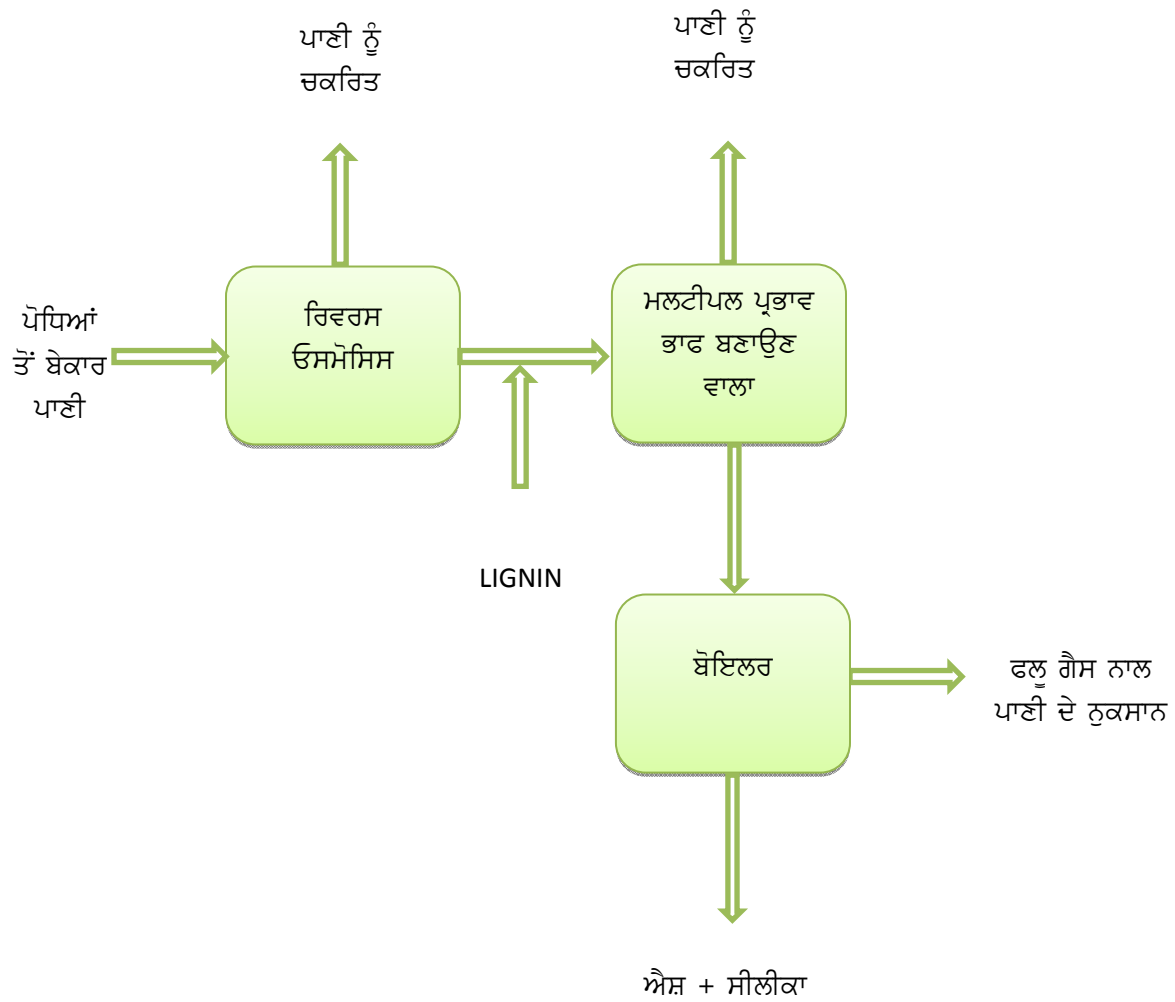 ਪਾਣੀ ਨੂੰ
ਚਕਰਿਤ
ਪਾਣੀ ਨੂੰ
ਚਕਰਿਤ
ਪੋਧਿਆਂ
ਤੋਂ ਬੇਕਾਰ
ਪਾਣੀ
ਰਿਵਰਸ
ਓਸਮੋਸਿਸ
ਮਲਟੀਪਲ ਪ੍ਰਭਾਵ
ਭਾਫ ਬਣਾਉਣ
ਵਾਲਾ
LIGNIN
ਬੋਇਲਰ
ਫਲੂ ਗੈਸ ਨਾਲ
ਪਾਣੀ ਦੇ ਨੁਕਸਾਨ
ਐਸ਼ + ਸੀਲੀਕਾ